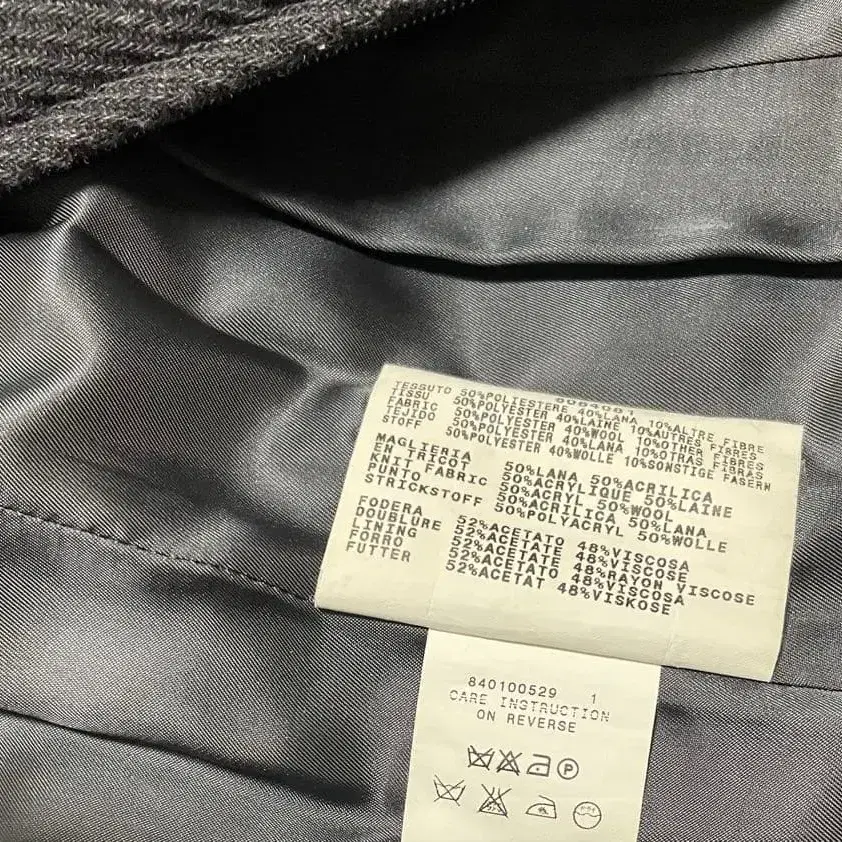 TESSUTO 50%POLIESTERE 40%LANA 10%ALTRE FIBRE
TISSU 50%POLYESTER 40%LAINE 10%AUTRES FIBRES
FABRIC 50%POLYESTER 40%WOOL 10%OTHER FIBRES
TEJIDO 50%POLYESTER 40%LANA 10%OTRAS FIBRAS
STOFF 50%POLYESTER 40%WOLLE 10%SONSTIGE FASERN
MAGLIERIA 50%LANA 50%ACRILICA
EN TRICOT 50%ACRYLIQUE 50%LAINE
KNIT FABRIC 50%ACRYL 50%WOOL
PUNTO 50%ACRILICA 50%LANA
STRICKSTOFF 50%POLYACRYL 50%WOLLE
FODERA 52%ACETATO 48%VISCOSA
DOUBLURE 52%ACETATE 48%VISCOSE
LINING 52%ACETATE 48%RAYON VISCOSE
FORRO 52%ACETATO 48%VISCOSA
FUTTER 52%ACETAT 48%VISKOSE
840100529 1
CARE INSTRUCTION
ON REVERSE
P